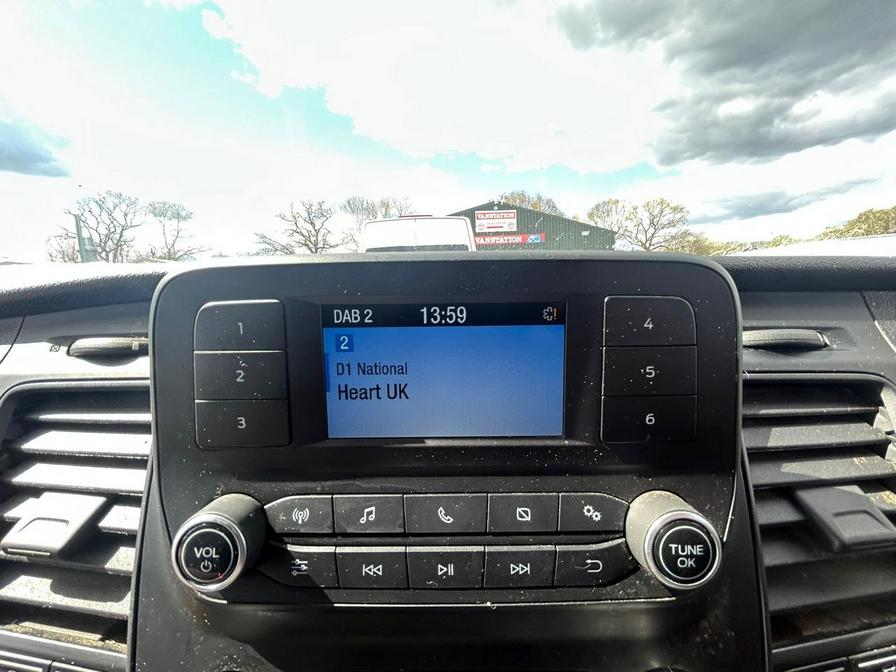 VANSTATION
VANSTATION
DAB 2 13:59
2
D1 National
Heart UK
1
2
3
4
5
6
VOL
TUNE
OK